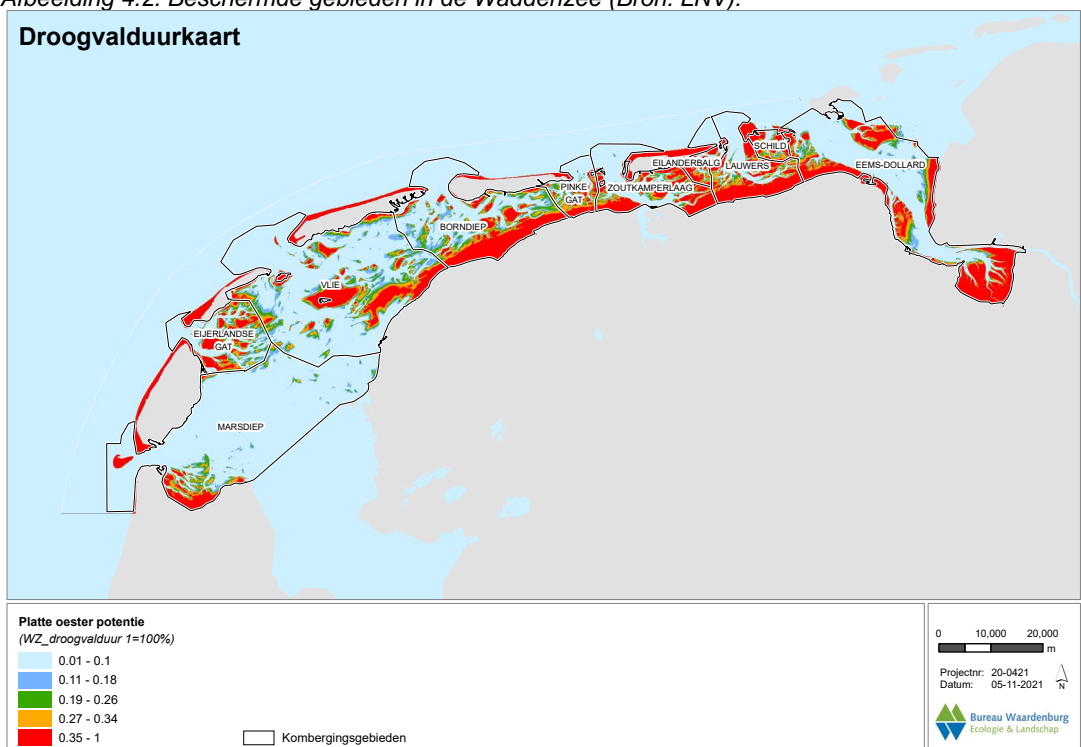 Afbeelding 4.2. Beschermde gebieden in de Waddenzee (Bron: LNV).
Droogvalduurkaart
SCHILD
EILANDERBALG
LAUWERS
EEMS-DOLLARD
PINKE
GAT
ZOUTKAMPERLAAG
BORNDIEP
VLIE
EIJERLANDSE
GAT
MARSDIEP
Platte oester potentie
(WZ_droogvalduur 1=100%)
0.01 - 0.1
0.11 - 0.18
0.19 - 0.26
0.27 - 0.34
0.35 - 1
Kombergingsgebieden
0 10,000 20,000
m
Projectnr: 20-0421
Datum: 05-11-2021
N
Bureau Waardenburg
Ecologie & Landschap